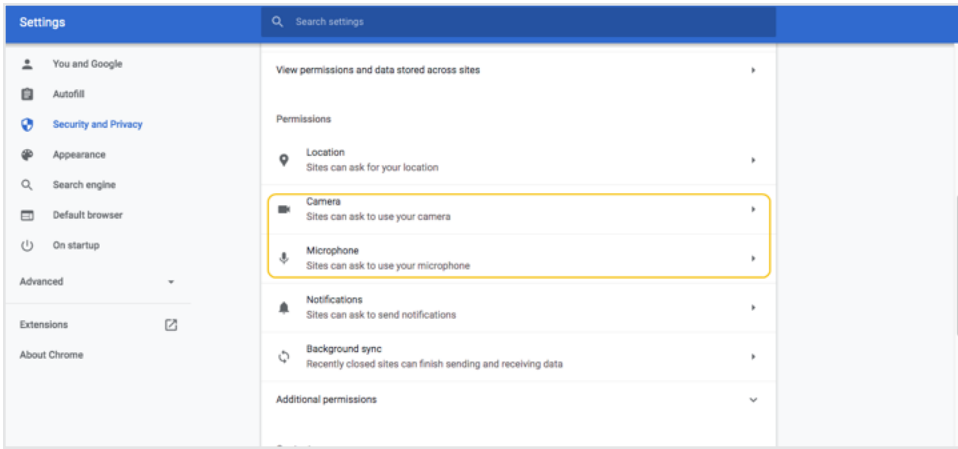 Settings
Search settings
You and Google
Autofill
Security and Privacy
Appearance
Search engine
Default browser
On startup
Advanced
Extensions
About Chrome
View permissions and data stored across sites
Permissions
Location
Sites can ask for your location
Camera
Sites can ask to use your camera
Microphone
Sites can ask to use your microphone
Notifications
Sites can ask to send notifications
Background sync
Recently closed sites can finish sending and receiving data
Additional permissions